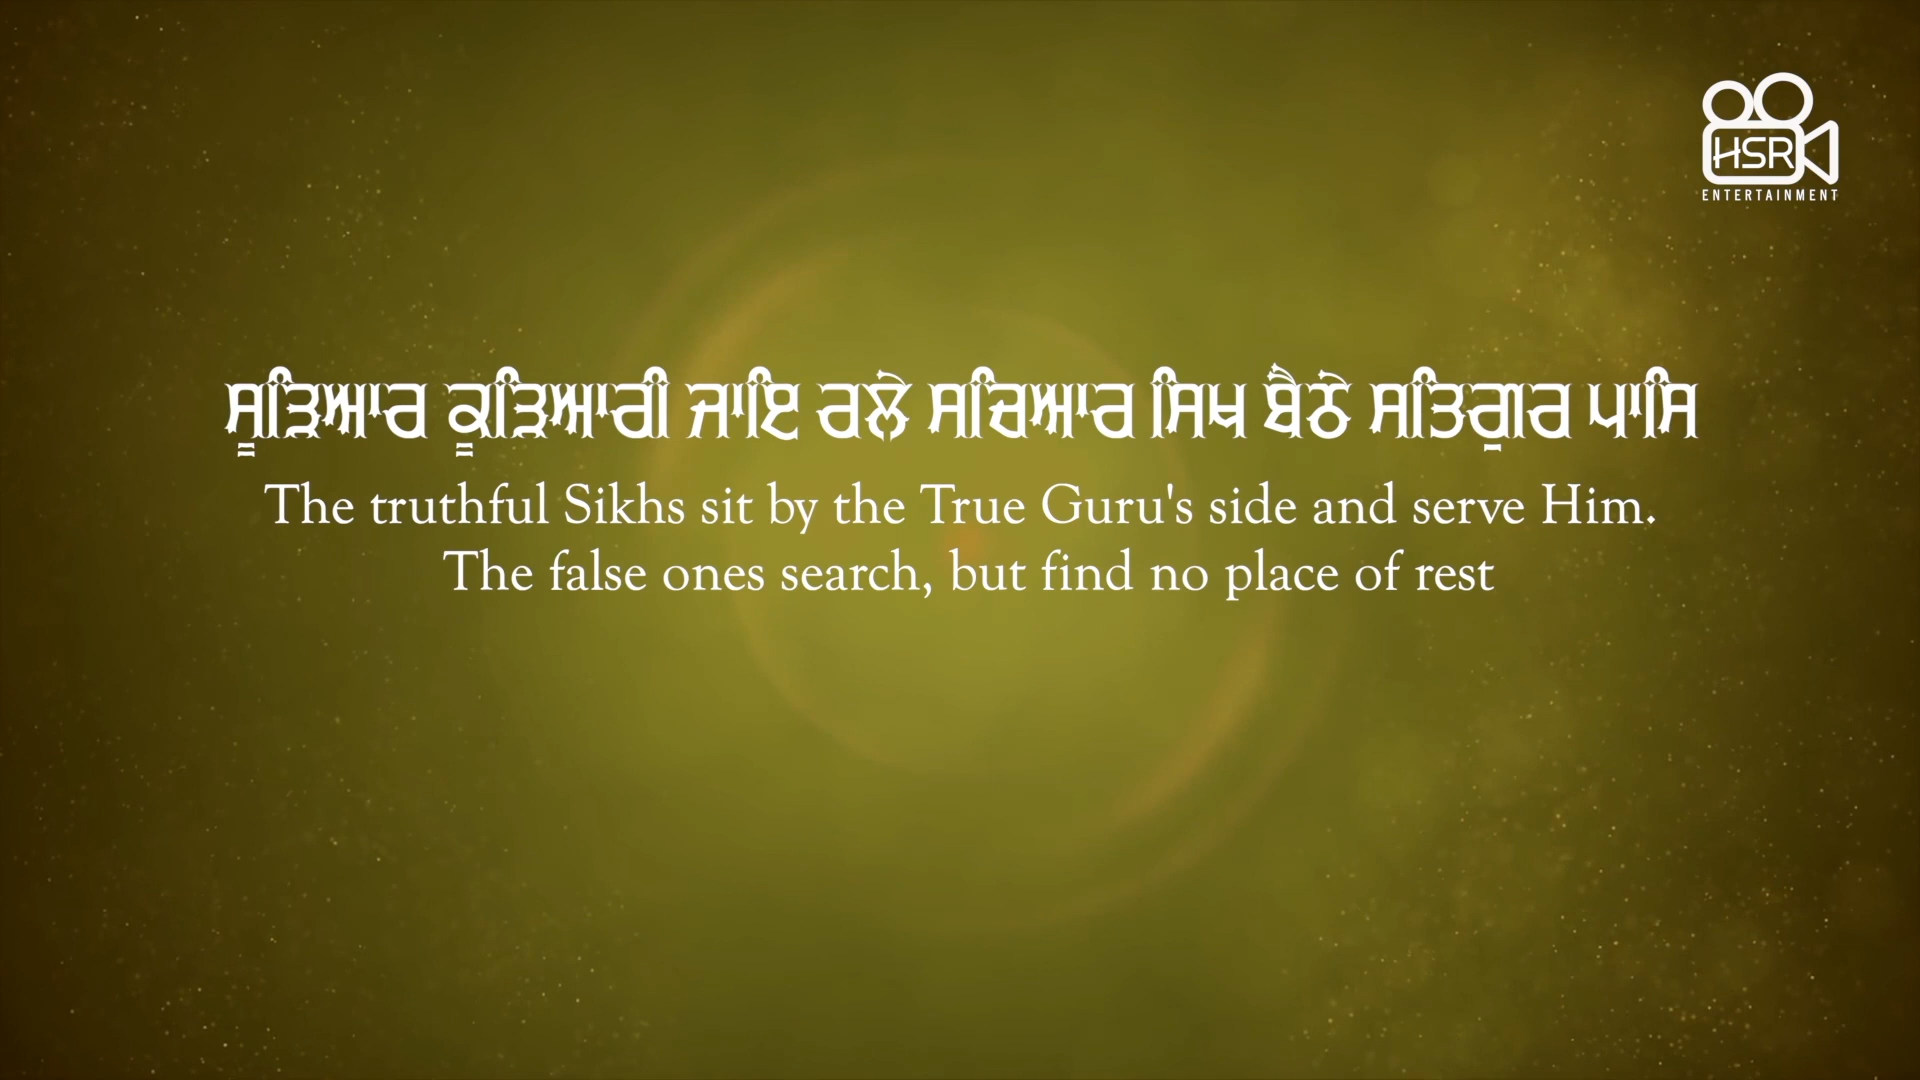 HSR
ENTERTAINMENT
ਸੂੜਿਆਰ ਕੂੜਿਆਰੀ ਜਾਇ ਰਲੇ ਸਚਿਆਰ ਸਿਖ ਬੈਠੇ ਸਤਿਗੁਰ ਪਾਸਿ
The truthful Sikhs sit by the True Guru's side and serve Him.
The false ones search, but find no place of rest